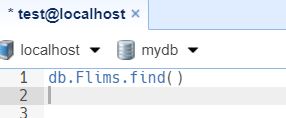 * test@localhost ×
localhost mydb
1 db.Flims.find()
2
3